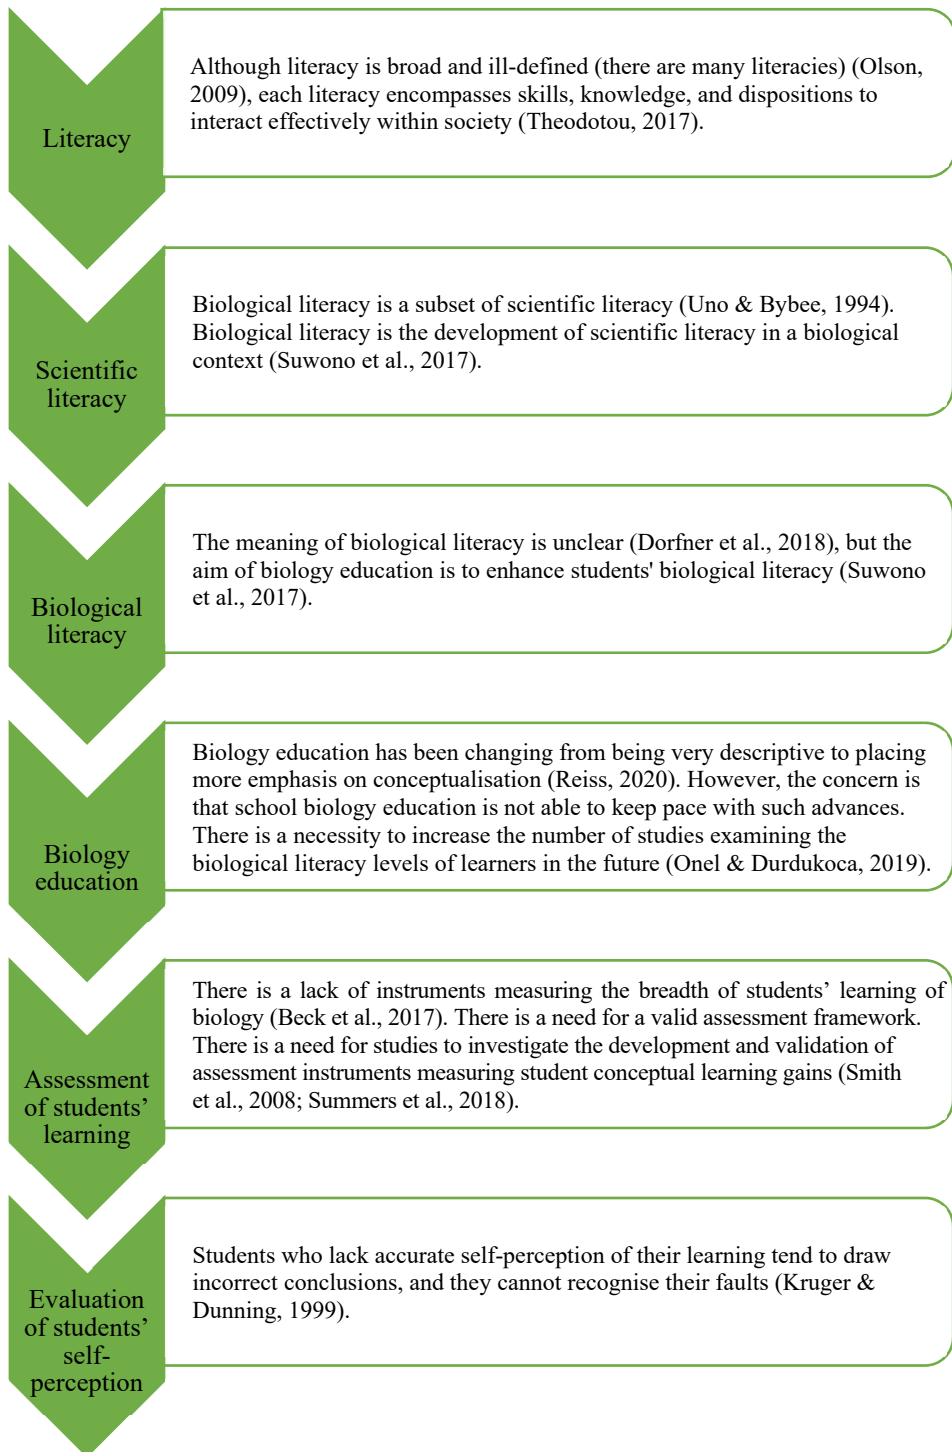 Literacy
Although literacy is broad and ill-defined (there are many literacies) (Olson,
2009), each literacy encompasses skills, knowledge, and dispositions to
interact effectively within society (Theodotou, 2017).
Scientific
literacy
Biological literacy is a subset of scientific literacy (Uno & Bybee, 1994).
Biological literacy is the development of scientific literacy in a biological
context (Suwono et al., 2017).
Biological
literacy
The meaning of biological literacy is unclear (Dorfner et al., 2018), but the
aim of biology education is to enhance students' biological literacy (Suwono
et al., 2017).
Biology
education
Biology education has been changing from being very descriptive to placing
more emphasis on conceptualisation (Reiss, 2020). However, the concern is
that school biology education is not able to keep pace with such advances.
There is a necessity to increase the number of studies examining the
biological literacy levels of learners in the future (Onel & Durdukoca, 2019).
Assessment
of students’
learning
There is a lack of instruments measuring the breadth of students’ learning of
biology (Beck et al., 2017). There is a need for a valid assessment framework.
There is a need for studies to investigate the development and validation of
assessment instruments measuring student conceptual learning gains (Smith
et al., 2008; Summers et al., 2018).
Evaluation
of students’
self-
perception
Students who lack accurate self-perception of their learning tend to draw
incorrect conclusions, and they cannot recognise their faults (Kruger &
Dunning, 1999).